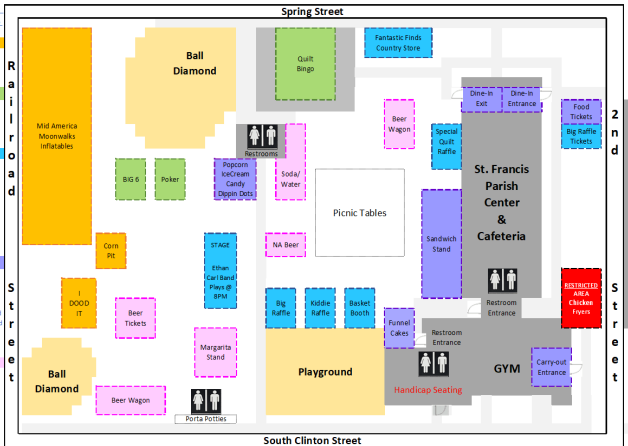 Spring Street
Railroad Street
2nd Street
South Clinton Street
Ball
Diamond
Quilt
Bingo
Fantastic Finds
Country Store
Mid America
Moonwalks
Inflatables
Restrooms
Beer
Wagon
Dine-In
Exit
Dine-In
Entrance
Food
Tickets
Big Raffle
Tickets
Special
Quilt
Raffle
BIG 6
Poker
Popcorn
IceCream
Candy
Dippin Dots
Soda/
Water
Picnic Tables
St. Francis
Parish
Center
&
Cafeteria
Sandwich
Stand
Corn
Pit
STAGE
Ethan
Carl Band
Plays @
8PM
NA Beer
I
DOOD
IT
Beer
Tickets
Big
Raffle
Kiddie
Raffle
Basket
Booth
Funnel
Cakes
Restroom
Entrance
RESTRICTED
AREA
Chicken
Fryers
Restroom
Entrance
Margarita
Stand
Ball
Diamond
Playground
GYM
Carry-out
Entrance
Handicap Seating
Beer Wagon
Porta Potties